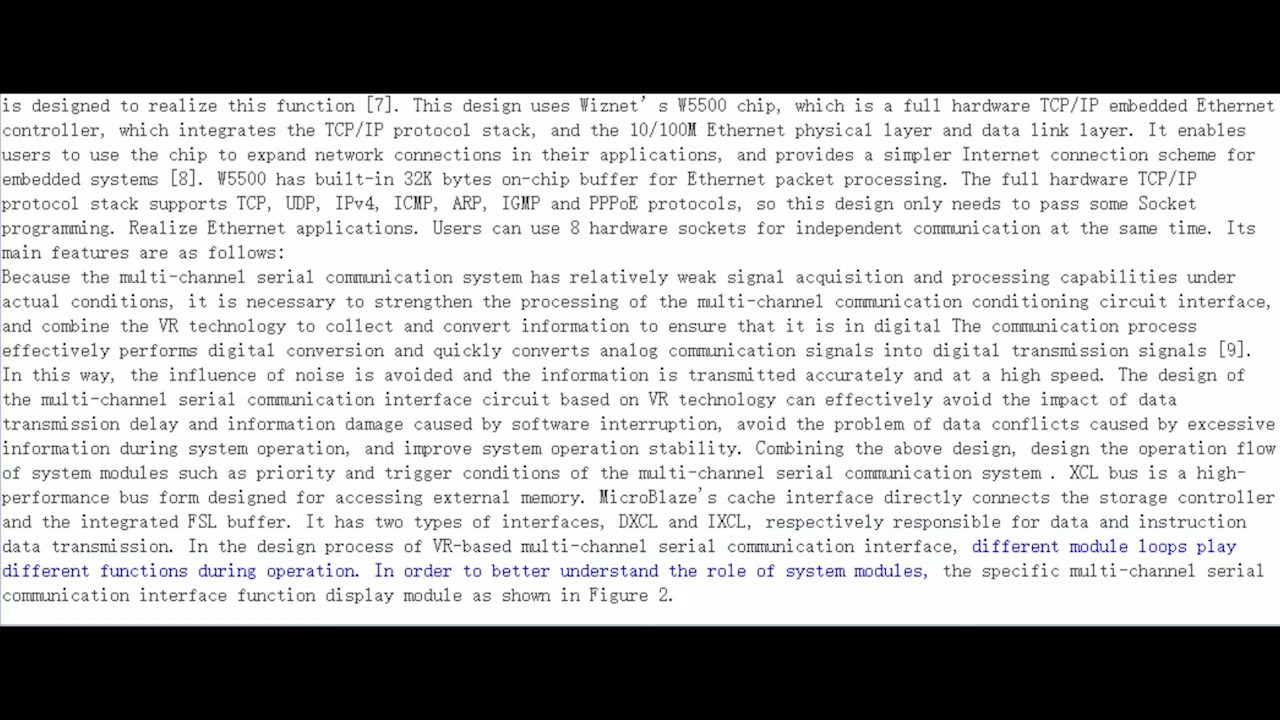 is designed to realize this function [7]. This design uses Wiznet's W5500 chip, which is a full hardware TCP/IP embedded Ethernet
controller, which integrates the TCP/IP protocol stack, and the 10/100M Ethernet physical layer and data link layer. It enables
users to use the chip to expand network connections in their applications, and provides a simpler Internet connection scheme for
embedded systems [8]. W5500 has built-in 32K bytes on-chip buffer for Ethernet packet processing. The full hardware TCP/IP
protocol stack supports TCP, UDP, IPv4, ICMP, ARP, IGMP and PPPoE protocols, so this design only needs to pass some Socket
programming. Realize Ethernet applications. Users can use 8 hardware sockets for independent communication at the same time. Its
main features are as follows:
Because the multi-channel serial communication system has relatively weak signal acquisition and processing capabilities under
actual conditions, it is necessary to strengthen the processing of the multi-channel communication conditioning circuit interface,
and combine the VR technology to collect and convert information to ensure that it is in digital The communication process
effectively performs digital conversion and quickly converts analog communication signals into digital transmission signals [9].
In this way, the influence of noise is avoided and the information is transmitted accurately and at a high speed. The design of
the multi-channel serial communication interface circuit based on VR technology can effectively avoid the impact of data
transmission delay and information damage caused by software interruption, avoid the problem of data conflicts caused by excessive
information during system operation, and improve system operation stability. Combining the above design, design the operation flow
of system modules such as priority and trigger conditions of the multi-channel serial communication system. XCL bus is a high-
performance bus form designed for accessing external memory. MicroBlaze's cache interface directly connects the storage controller
and the integrated FSL buffer. It has two types of interfaces, DXCL and IXCL, respectively responsible for data and instruction
data transmission. In the design process of VR-based multi-channel serial communication interface, different module loops play
different functions during operation. In order to better understand the role of system modules, the specific multi-channel serial
communication interface function display module as shown in Figure 2.